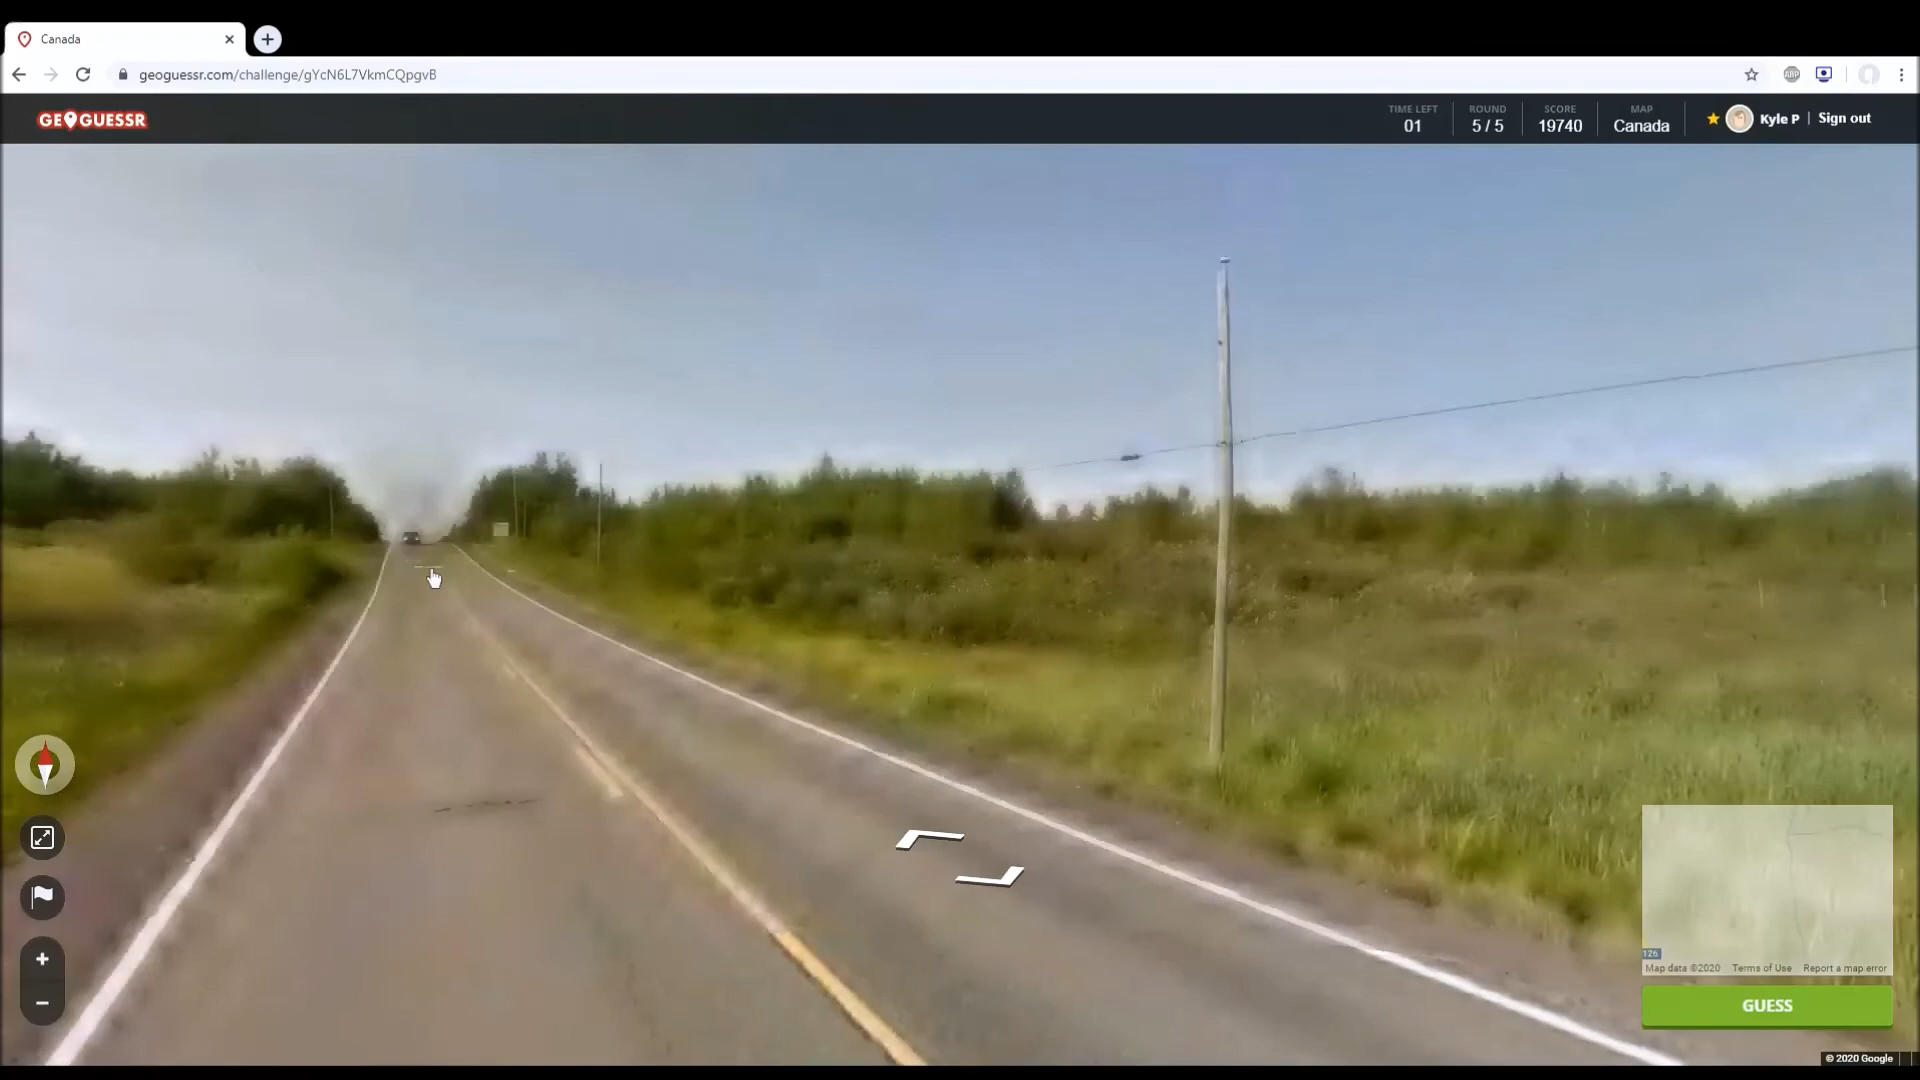 Canada
geoguessr.com/challenge/gYcN6L7VkmCQpgvB
ABP
GEOGUESSR
TIME LEFT
01
ROUND
5 / 5
SCORE
19740
MAP
Canada
Kyle P | Sign out
126
Map data ©2020 Terms of Use Report a map error
GUESS
© 2020 Google